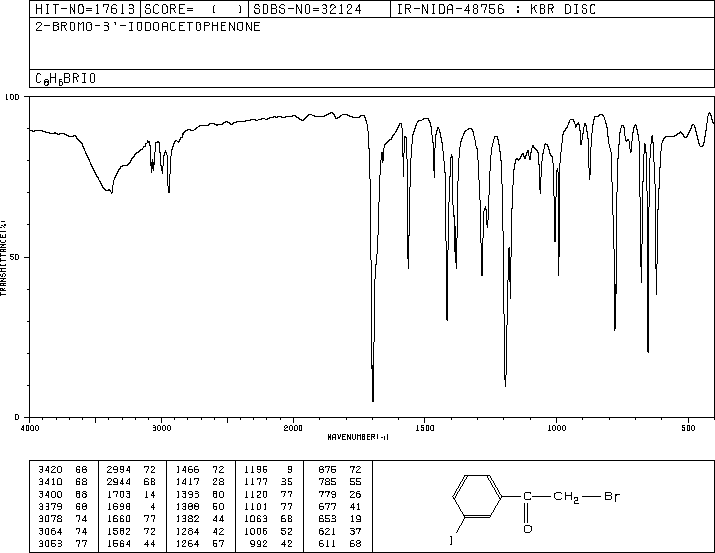 HIT-NO=17613 SCORE= ( ) SDBS-NO=32124 IR-NIDA-48756 : KBR DISC
2-BROMO-3'-IODOACETOPHENONE
C8H6BRIO
100
50
0
TRANSMITTANCE(%)
4000 3000 2000 1500 1000 500
WAVENUMBER(-1)
3420 68 2994 72 1466 72 1196 9 876 72
3410 68 2944 68 1417 28 1177 35 785 55
3400 68 1703 14 1393 60 1120 77 779 26
3379 68 1698 4 1388 50 1101 77 677 41
3078 74 1660 77 1382 44 1063 68 653 19
3064 74 1582 72 1284 42 1006 52 621 37
3053 77 1564 44 1264 57 992 42 611 68
C CH2 Br
O
I